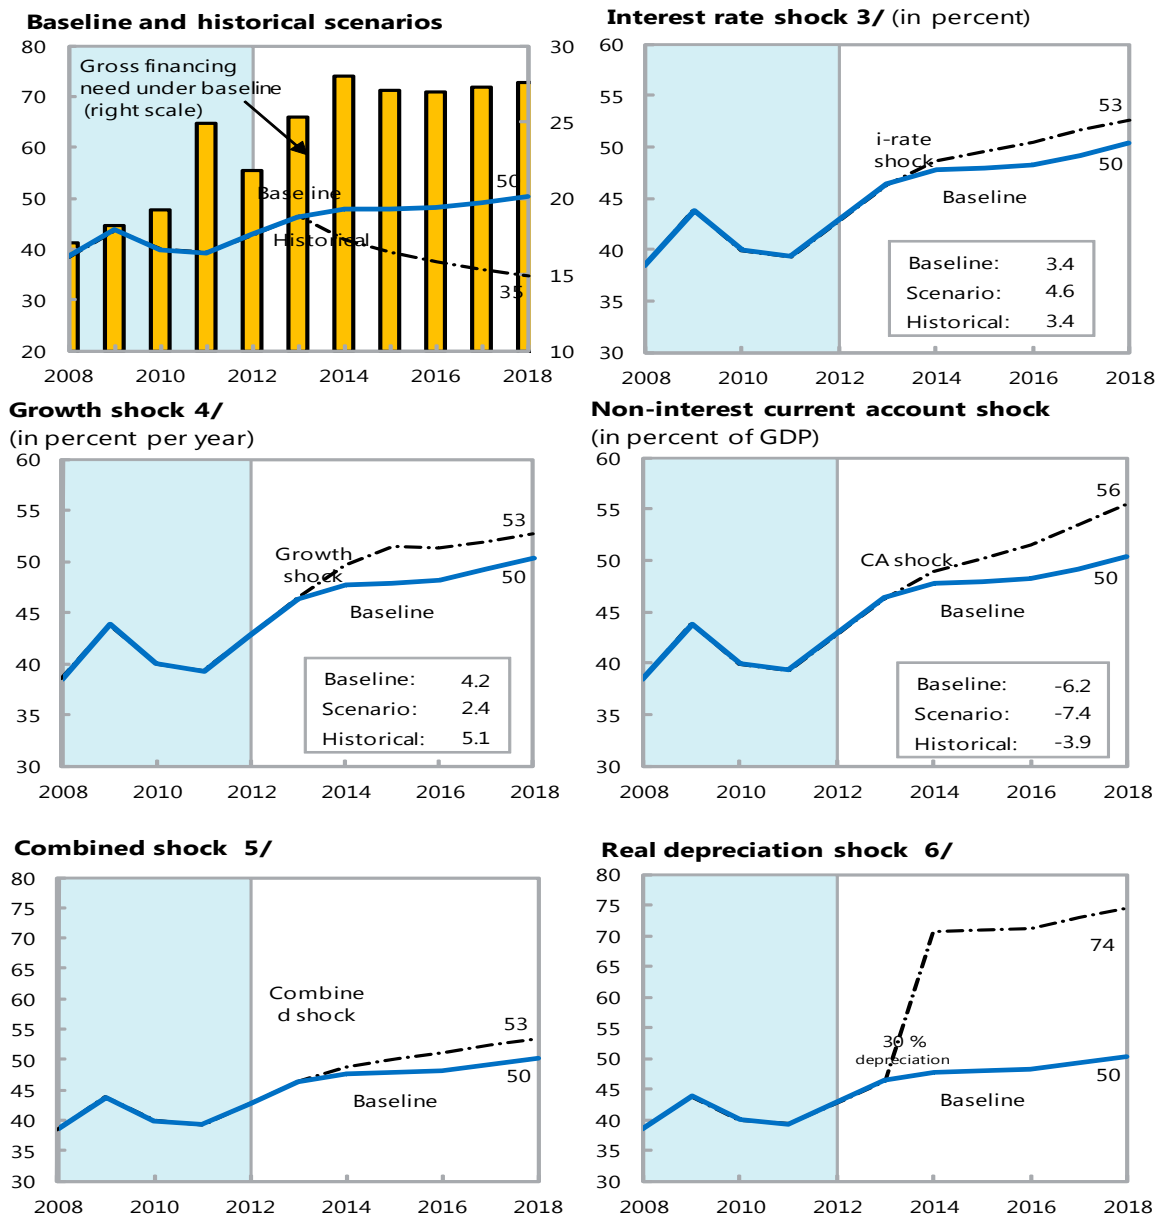 Baseline and historical scenarios
80
70
60
50
40
30
20
30
25
20
15
10
Gross financing
need under baseline
(right scale)
Baseline
50
Historical
35
2008 2010 2012 2014 2016 2018
Interest rate shock 3/ (in percent)
60
55
50
45
40
35
30
i-rate
shock
53
50
Baseline
Baseline: 3.4
Scenario: 4.6
Historical: 3.4
2008 2010 2012 2014 2016 2018
Growth shock 4/
(in percent per year)
60
55
50
45
40
35
30
Growth
shock
53
50
Baseline
Baseline: 4.2
Scenario: 2.4
Historical: 5.1
2008 2010 2012 2014 2016 2018
Non-interest current account shock
(in percent of GDP)
60
55
50
45
40
35
30
CA shock
56
50
Baseline
Baseline: -6.2
Scenario: -7.4
Historical: -3.9
2008 2010 2012 2014 2016 2018
Combined shock 5/
80
75
70
65
60
55
50
45
40
35
30
Combine
d shock
53
50
Baseline
2008 2010 2012 2014 2016 2018
Real depreciation shock 6/
80
75
70
65
60
55
50
45
40
35
30
74
30 %
depreciation
50
Baseline
2008 2010 2012 2014 2016 2018